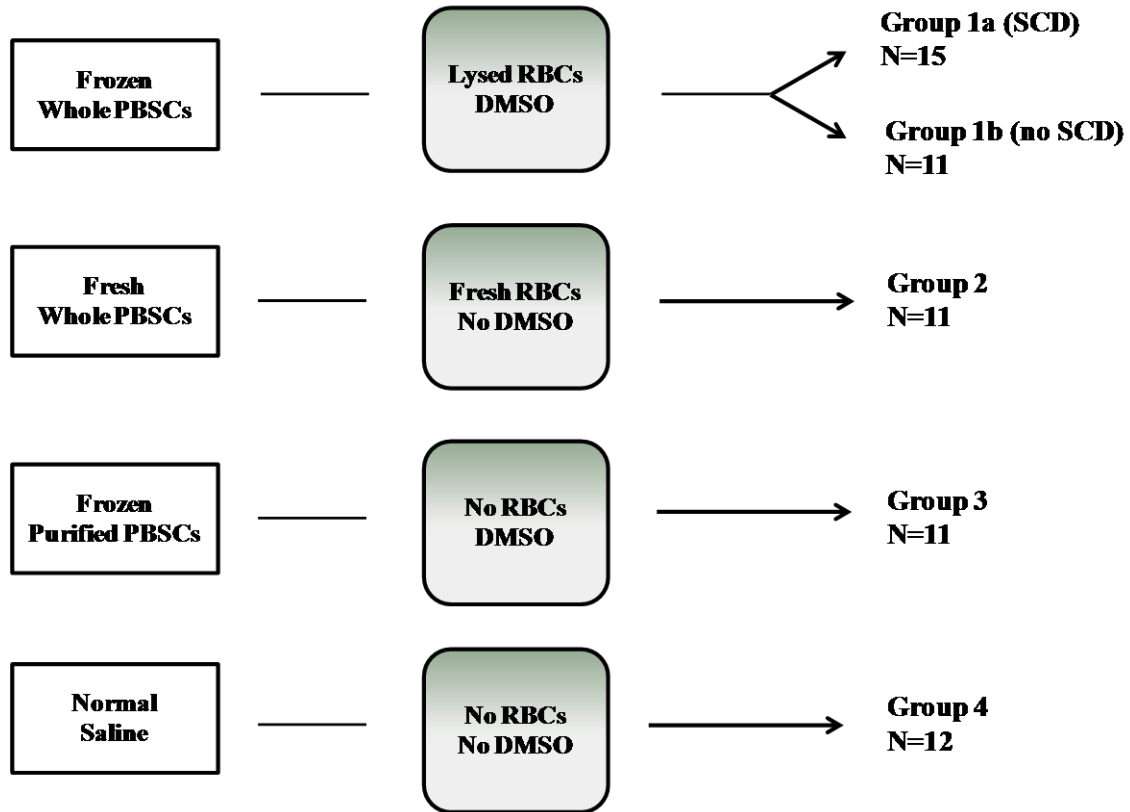 Frozen
Whole PBSCs
Lysed RBCs
DMSO
Group 1a (SCD)
N=15
Group 1b (no SCD)
N=11
Fresh
Whole PBSCs
Fresh RBCs
No DMSO
Group 2
N=11
Frozen
Purified PBSCs
No RBCs
DMSO
Group 3
N=11
Normal
Saline
No RBCs
No DMSO
Group 4
N=12